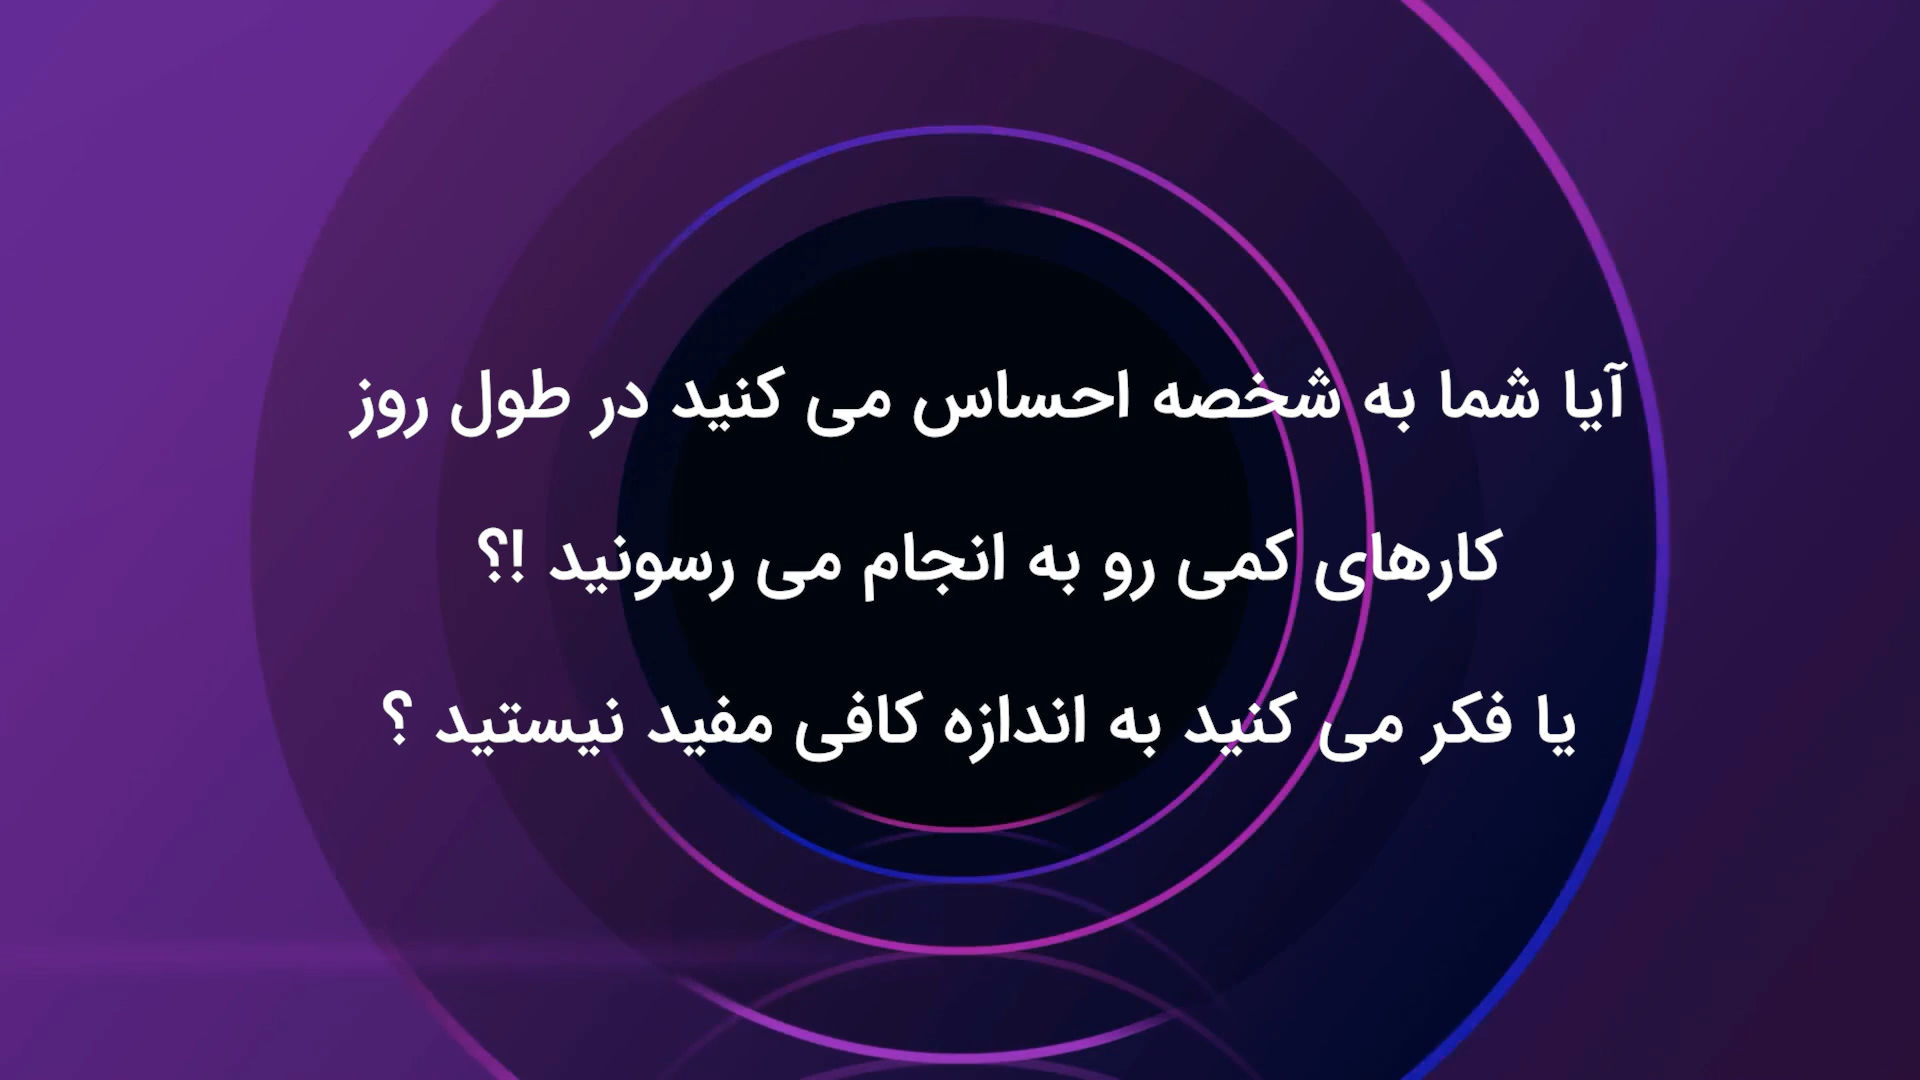 آیا شما به شخصه احساس می کنید در طول روز
کارهای کمی رو به انجام می رسونید !؟
یا فکر می کنید به اندازه کافی مفید نیستید ؟